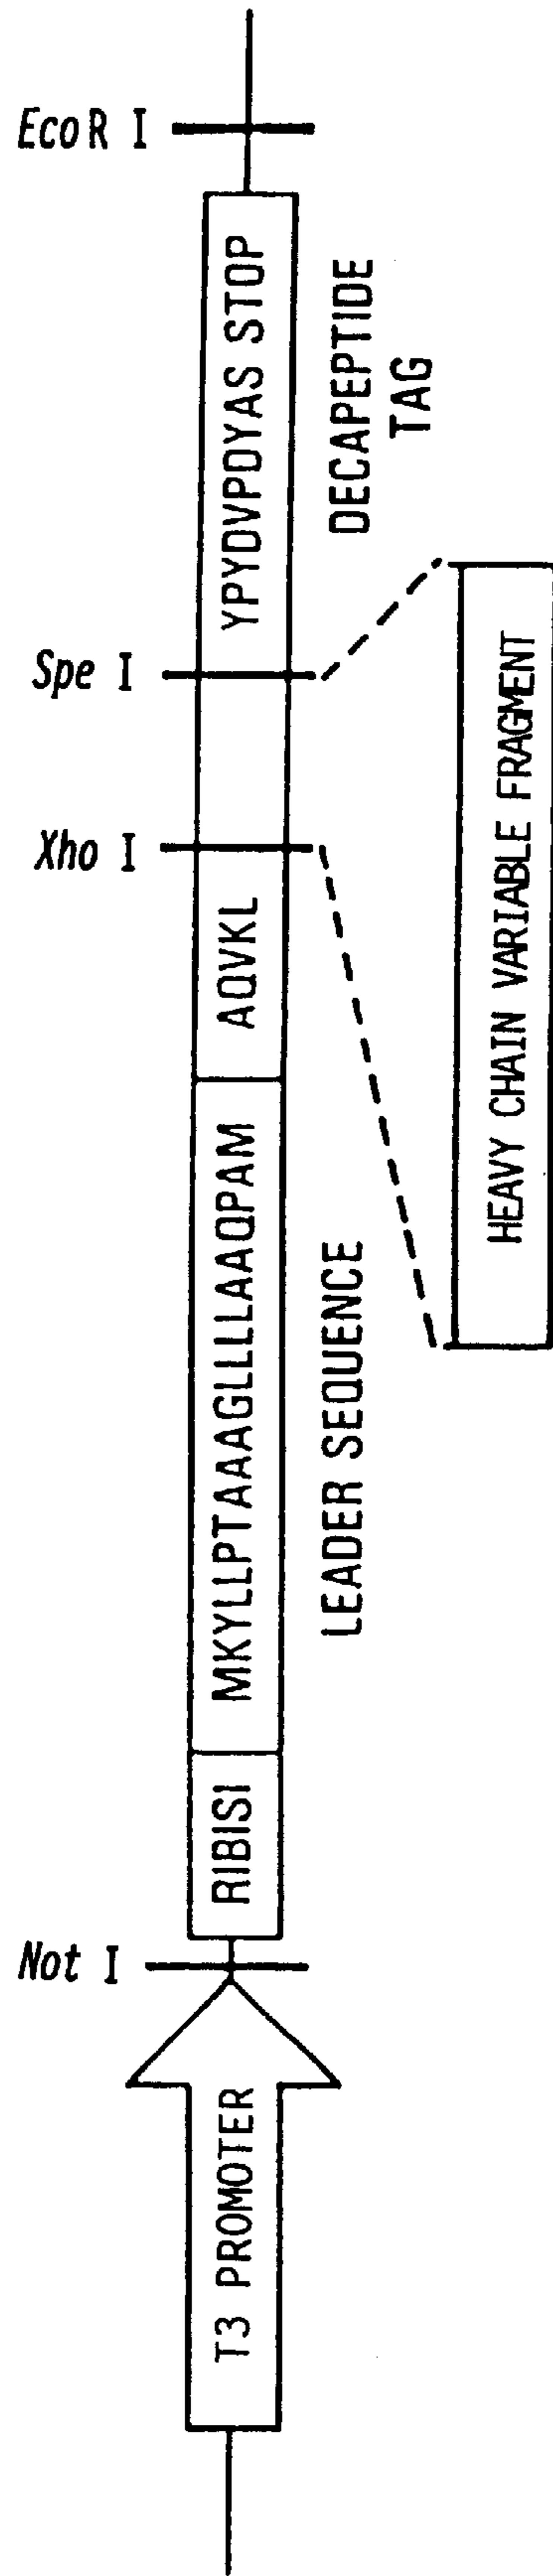 T3 PROMOTER
Not I
RIBISI
MKYLLPTAAAGLLLLAAQPAM
LEADER SEQUENCE
AQVKL
Xho I
Spe I
YPYDVPDYAS STOP
DECAPEPTIDE
TAG
EcoR I
HEAVY CHAIN VARIABLE FRAGMENT